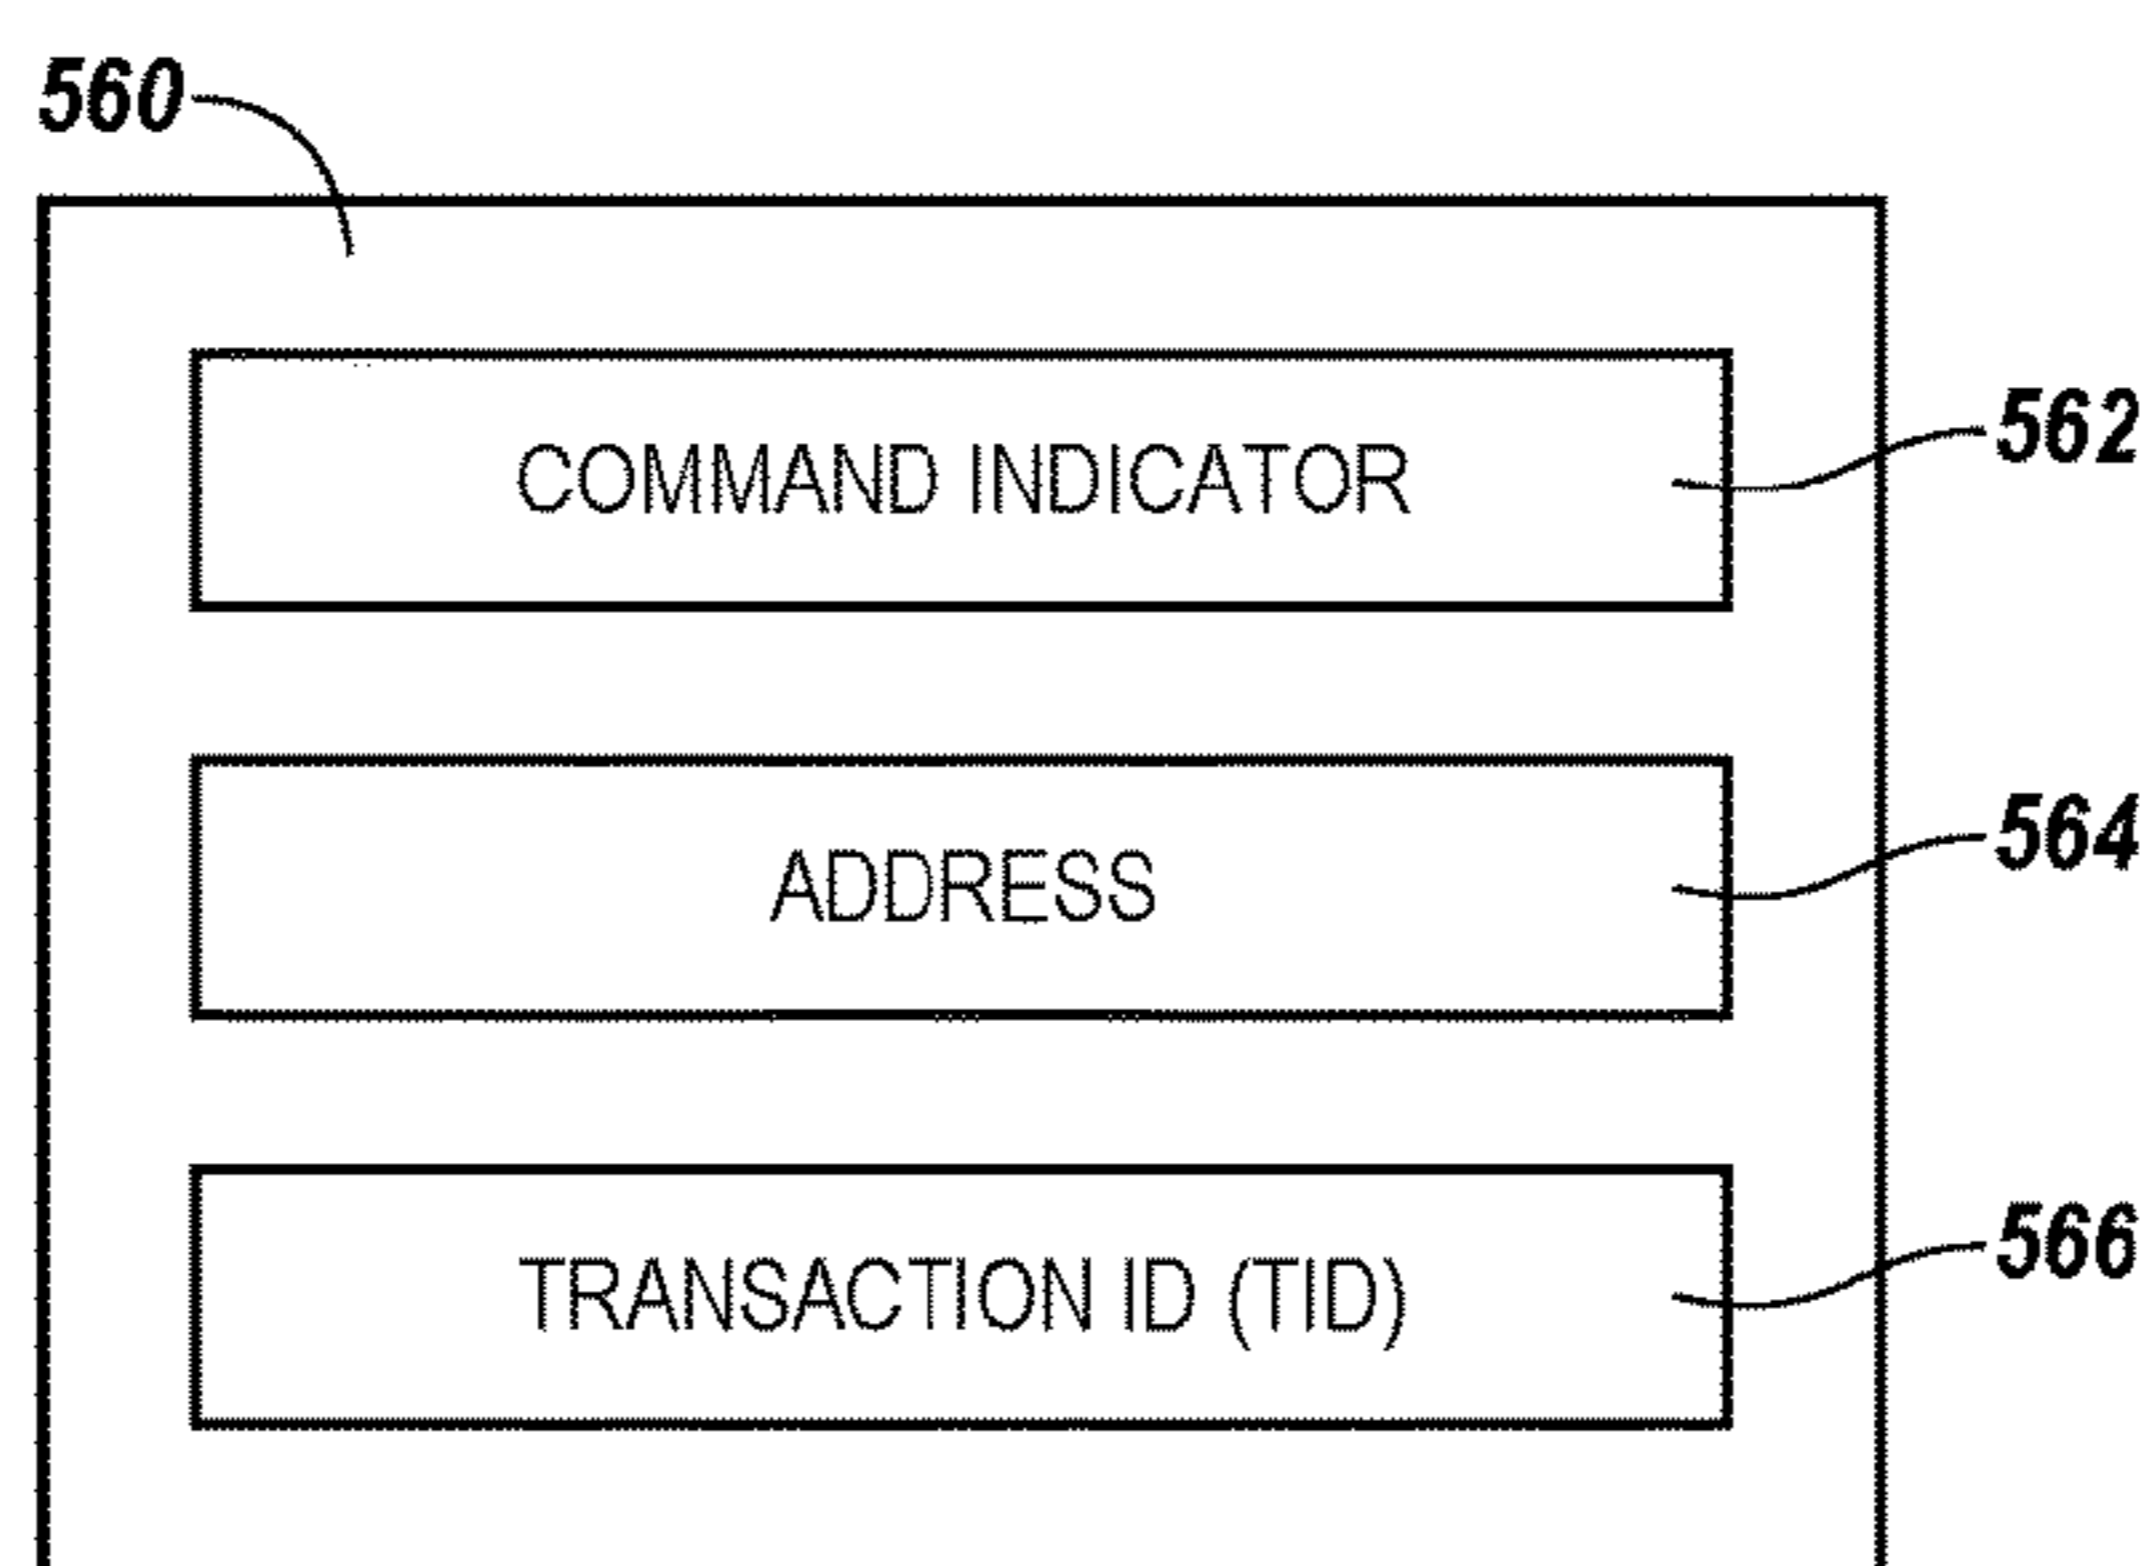 560
COMMAND INDICATOR
562
ADDRESS
564
TRANSACTION ID (TID)
566